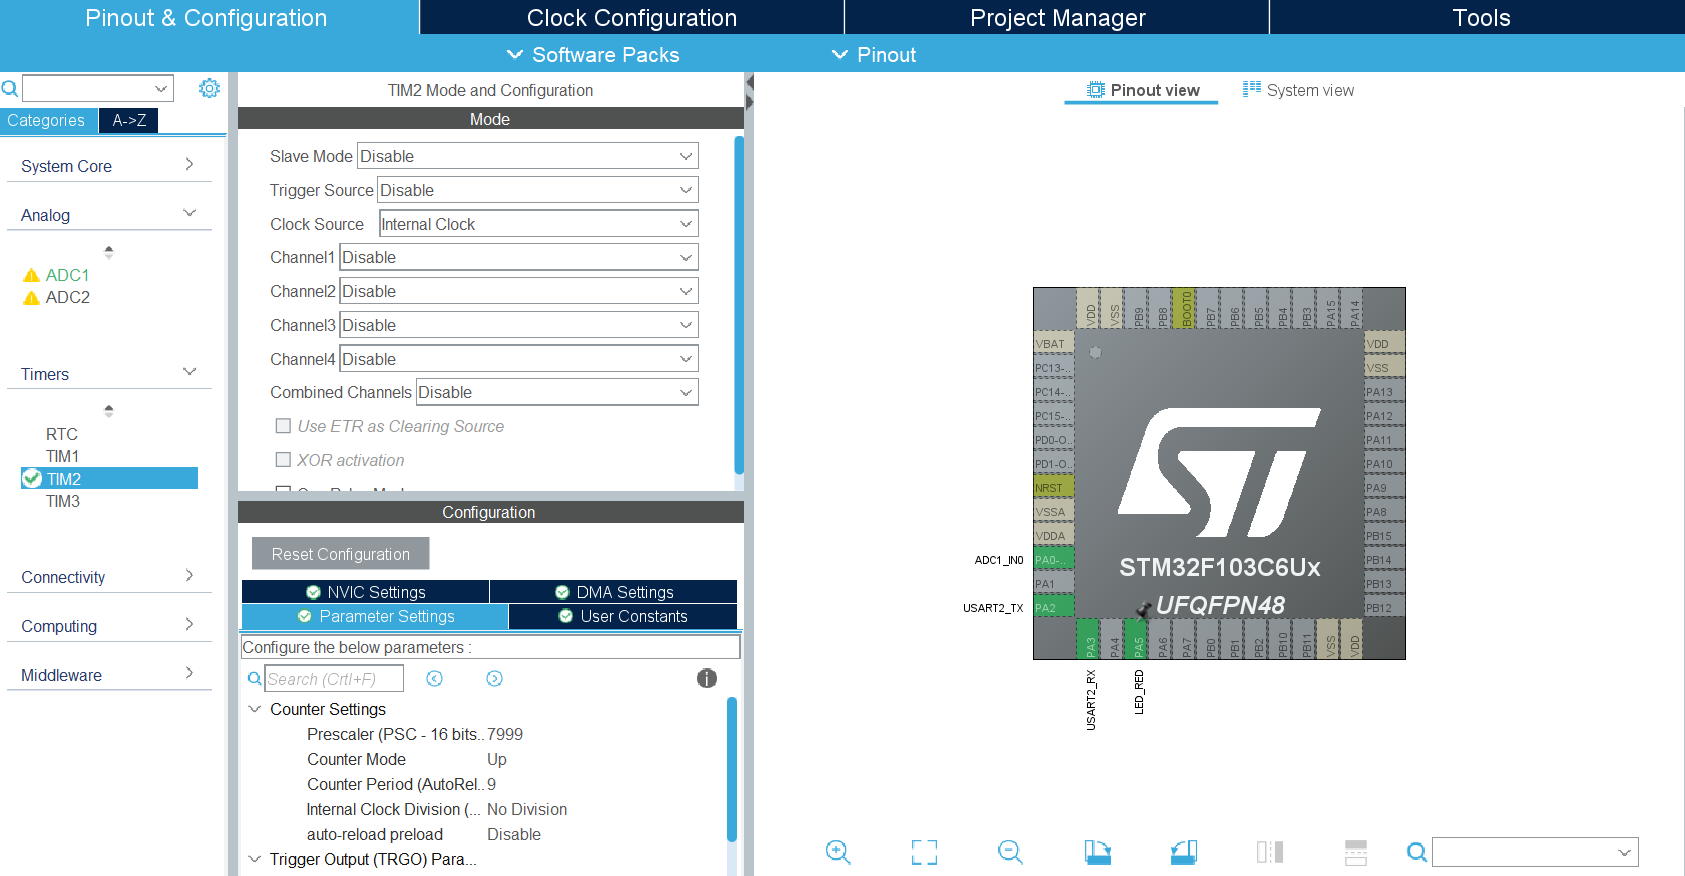 Pinout & Configuration
Clock Configuration
Project Manager
Tools
Software Packs
Pinout
Categories
A->Z
System Core
Analog
ADC1
ADC2
Timers
RTC
TIM1
TIM2
TIM3
Connectivity
Computing
Middleware
TIM2 Mode and Configuration
Mode
Slave Mode Disable
Trigger Source Disable
Clock Source Internal Clock
Channel1 Disable
Channel2 Disable
Channel3 Disable
Channel4 Disable
Combined Channels Disable
Use ETR as Clearing Source
XOR activation
Configuration
Reset Configuration
NVIC Settings
DMA Settings
Parameter Settings
User Constants
Configure the below parameters :
Search (Crtl+F)
Counter Settings
Prescaler (PSC - 16 bits.. 7999
Counter Mode Up
Counter Period (AutoRel.. 9
Internal Clock Division (... No Division
auto-reload preload Disable
Trigger Output (TRGO) Para...
Pinout view
System view
VDD
VSS
PB9
PB8
BOOT0
PB7
PB6
PB5
PB4
PB3
PA15
PA14
VBAT
PC13-..
PC14-..
PC15-..
PD0-O..
PD1-O..
NRST
VSSA
VDDA
ADC1_IN0 PA0-..
PA1
USART2_TX PA2
VDD
VSS
PA13
PA12
PA11
PA10
PA9
PA8
PB15
PB14
PB13
PB12
STM32F103C6Ux
UFQFPN48
PA3
PA4
PA5
PA6
PA7
PB0
PB1
PB2
PB10
PB11
VSS
VDD
USART2_RX
LED_RED